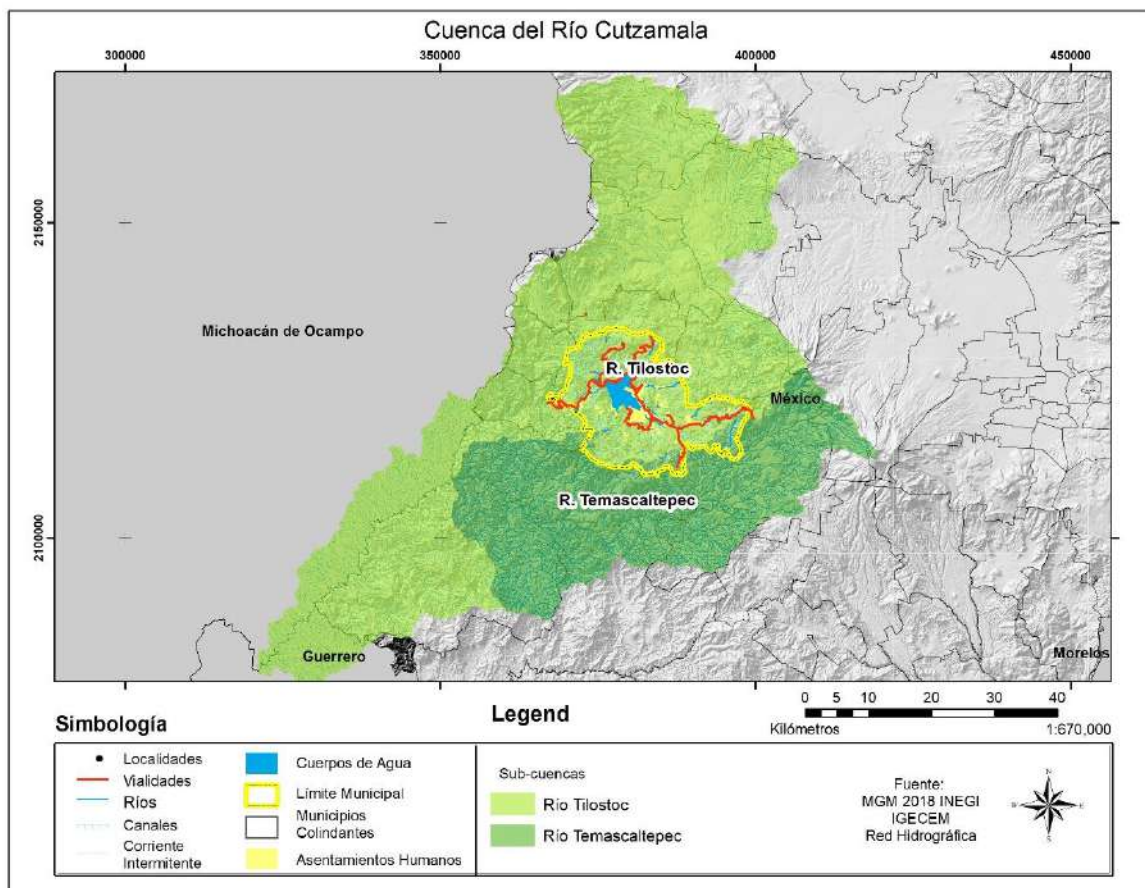 Cuenca del Río Cutzamala
300000
350000
400000
450000
2150000
2100000
Michoacán de Ocampo
R. Tilostoc
México
R. Temascaltepec
Guerrero
Morelos
Simbología
Legend
0 5 10 20 30 40
Kilómetros
1:670,000
Localidades
Vialidades
Ríos
Canales
Corriente
Intermitente
Cuerpos de Agua
Límite Municipal
Municipios
Colindantes
Asentamientos Humanos
Sub-cuencas
Río Tilostoc
Río Temascaltepec
Fuente:
MGM 2018 INEGI
IGECEM
Red Hidrográfica
N
S